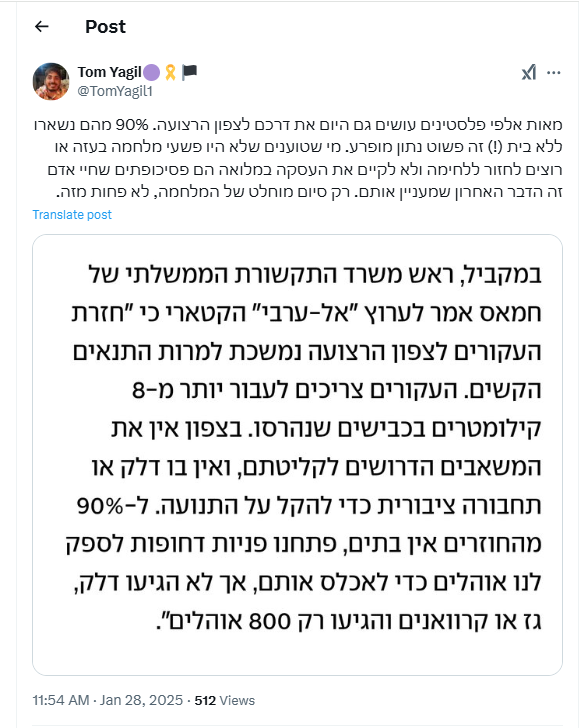 Post
Tom Yagil🟣🎗️🏴
@TomYagil1
מאות אלפי פלסטינים עושים גם היום את דרכם לצפון הרצועה. 90% מהם נשארו
ללא בית (!) זה פשוט נתון מופרע. מי שטוענים שלא היו פשעי מלחמה בעזה או
רוצים לחזור ללחימה ולא לקיים את העסקה במלואה הם פסיכופטים שחיי אדם
זה הדבר האחרון שמעניין אותם. רק סיום מוחלט של המלחמה, לא פחות מזה.
Translate post
במקביל, ראש משרד התקשורת הממשלתי של
חמאס אמר לערוץ "אל-ערבי" הקטארי כי "חזרת
העקורים לצפון הרצועה נמשכת למרות התנאים
הקשים. העקורים צריכים לעבור יותר מ-8
קילומטרים בכבישים שנהרסו. בצפון אין את
המשאבים הדרושים לקליטתם, ואין בו דלק או
תחבורה ציבורית כדי להקל על התנועה. ל-90%
מהחוזרים אין בתים, פתחנו פניות דחופות לספק
לנו אוהלים כדי לאכלס אותם, אך לא הגיעו דלק,
גז או קרוואנים והגיעו רק 800 אוהלים".
11:54 AM · Jan 28, 2025 · 512 Views